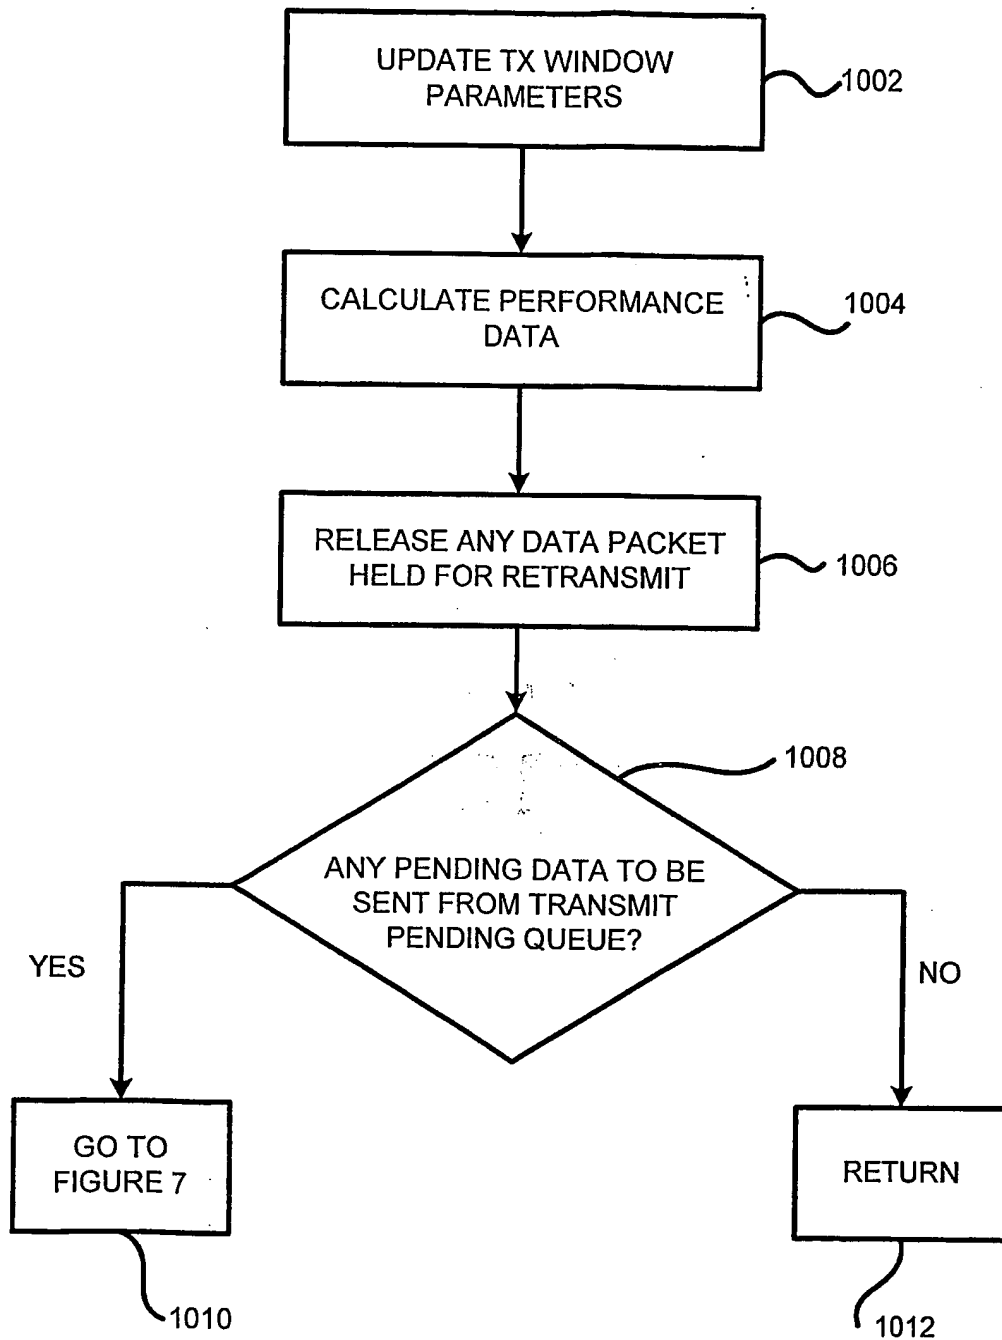 UPDATE TX WINDOW
PARAMETERS
1002
CALCULATE PERFORMANCE
DATA
1004
RELEASE ANY DATA PACKET
HELD FOR RETRANSMIT
1006
1008
ANY PENDING DATA TO BE
SENT FROM TRANSMIT
PENDING QUEUE?
YES
NO
GO TO
FIGURE 7
RETURN
1010
1012